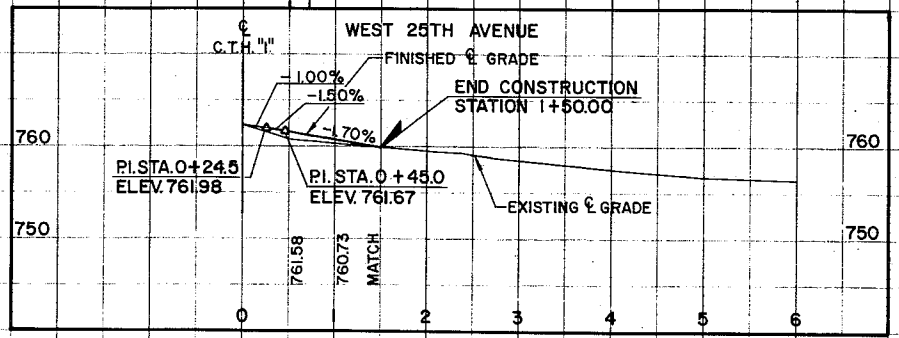 ℄
C.T.H. "I"
WEST 25TH AVENUE
FINISHED ℄ GRADE
-1.00%
-1.50%
-1.70%
END CONSTRUCTION
STATION 1+50.00
760
760
P.I. STA. 0+24.5
ELEV. 761.98
P.I. STA. 0+45.0
ELEV. 761.67
EXISTING ℄ GRADE
750
750
761.58
760.73
MATCH
0
2
3
4
5
6